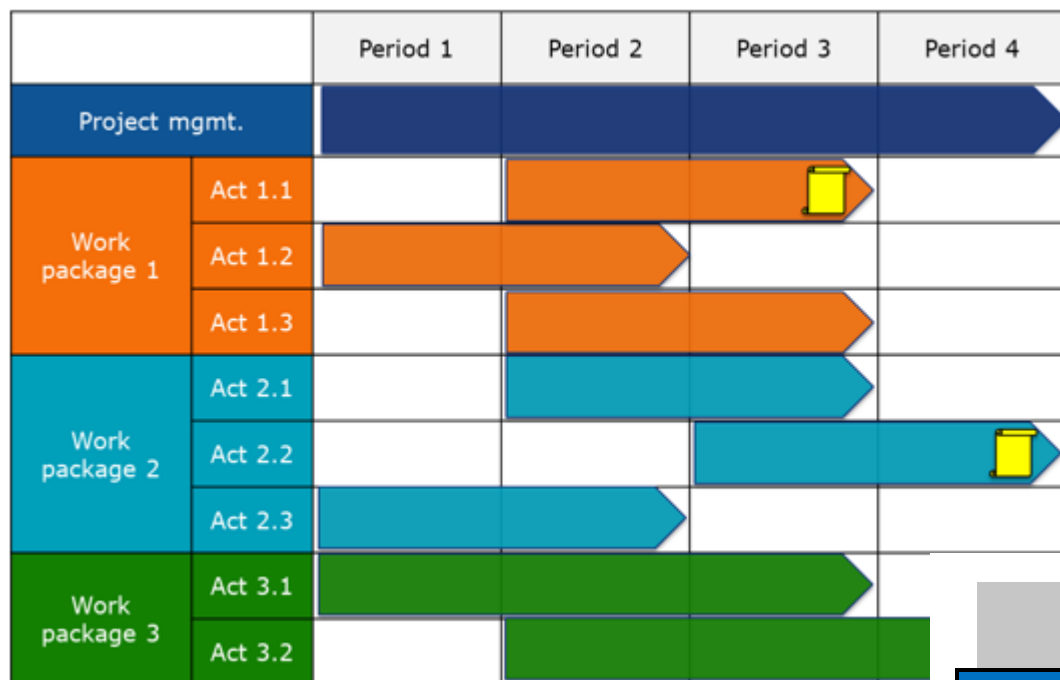 Period 1 Period 2 Period 3 Period 4
Project mgmt.
Work
package 1
Act 1.1
Act 1.2
Act 1.3
Work
package 2
Act 2.1
Act 2.2
Act 2.3
Work
package 3
Act 3.1
Act 3.2